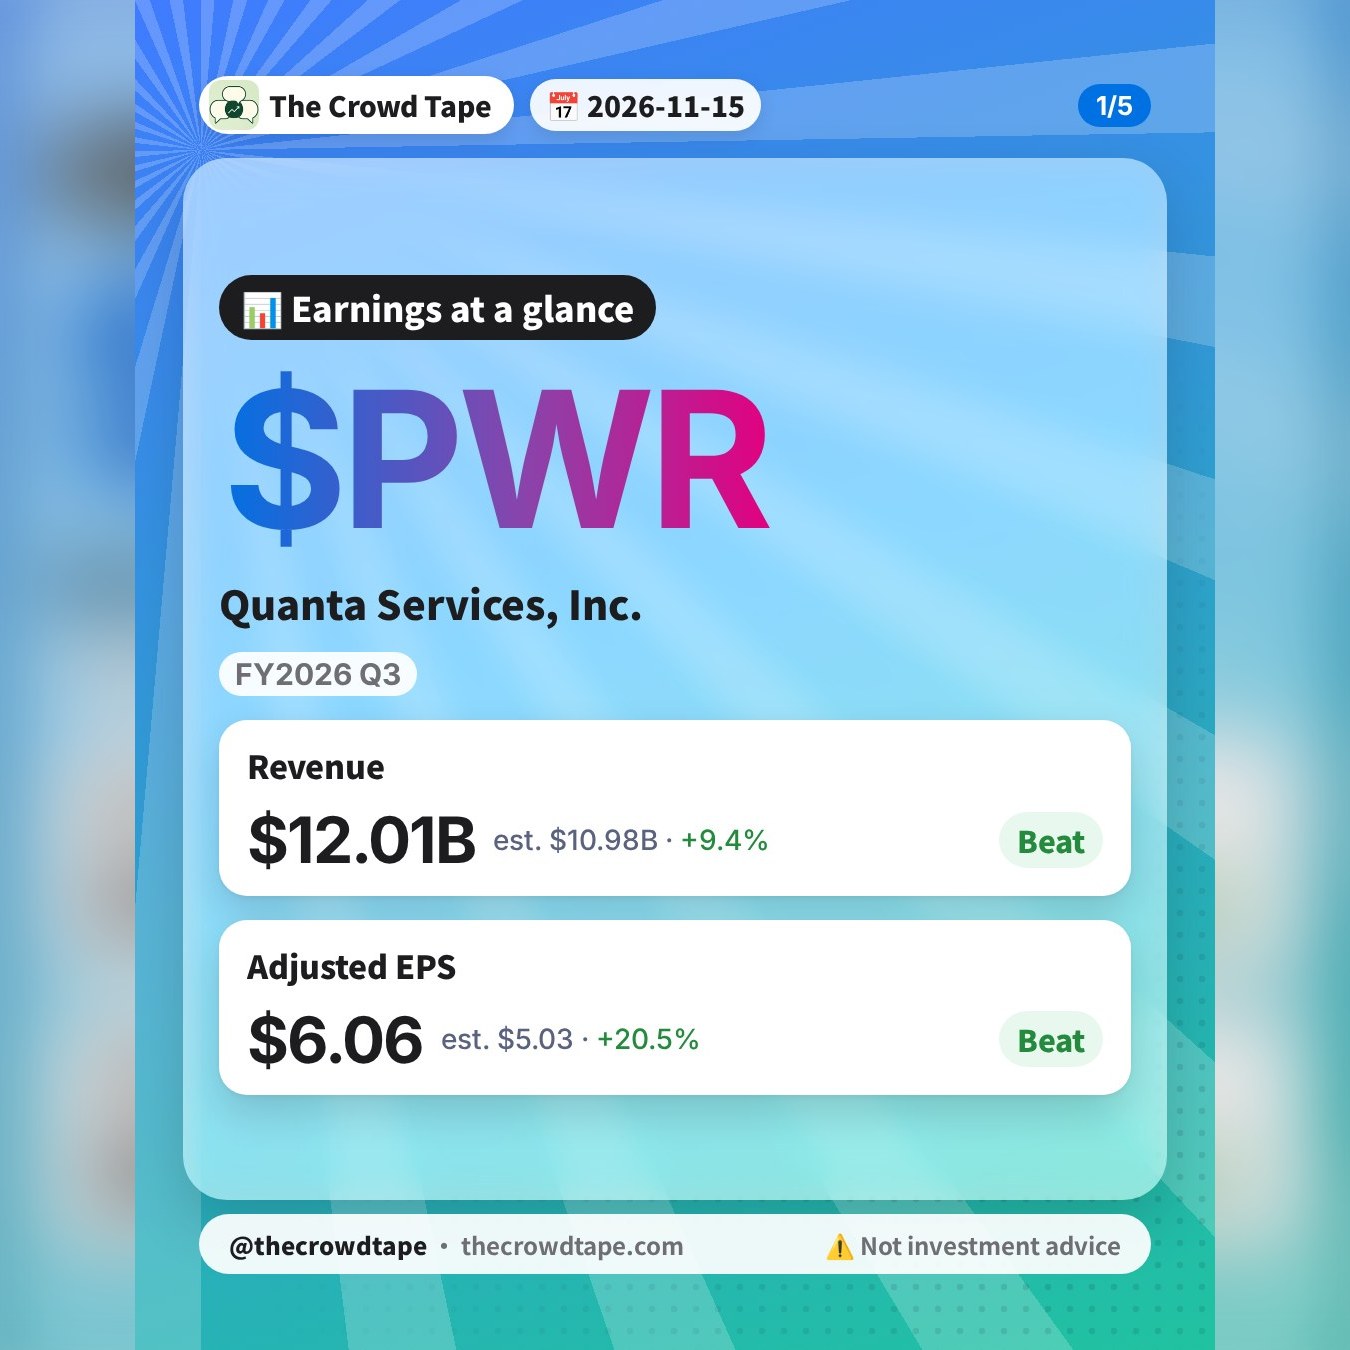 The Crowd Tape
2026-11-15
1/5
Earnings at a glance
$PWR
Quanta Services, Inc.
FY2026 Q3
Revenue
$12.01B est. $10.98B · +9.4% Beat
Adjusted EPS
$6.06 est. $5.03 · +20.5% Beat
@thecrowdtape • thecrowdtape.com ⚠️ Not investment advice